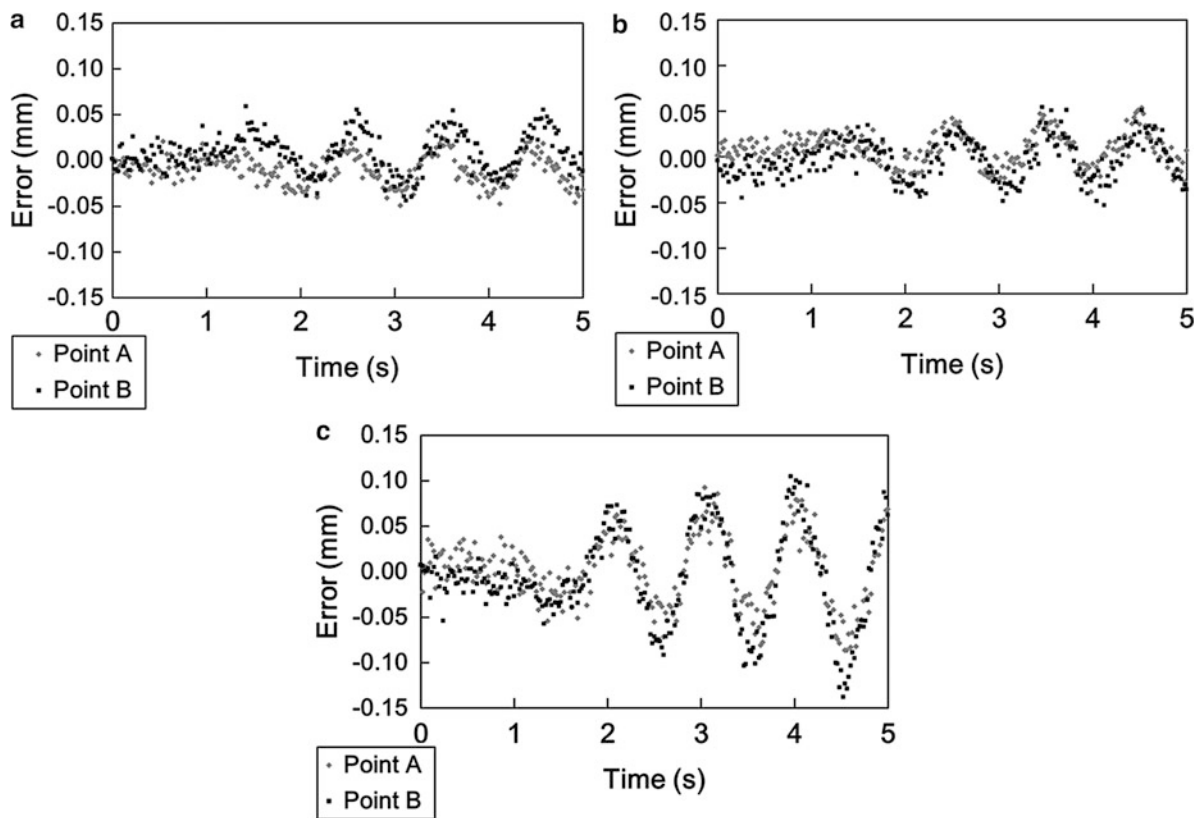 a
0.15
0.10
0.05
0.00
-0.05
-0.10
-0.15
Error (mm)
0 1 2 3 4 5
Time (s)
Point A
Point B
b
0.15
0.10
0.05
0.00
-0.05
-0.10
-0.15
Error (mm)
0 1 2 3 4 5
Time (s)
Point A
Point B
c
0.15
0.10
0.05
0.00
-0.05
-0.10
-0.15
Error (mm)
0 1 2 3 4 5
Time (s)
Point A
Point B